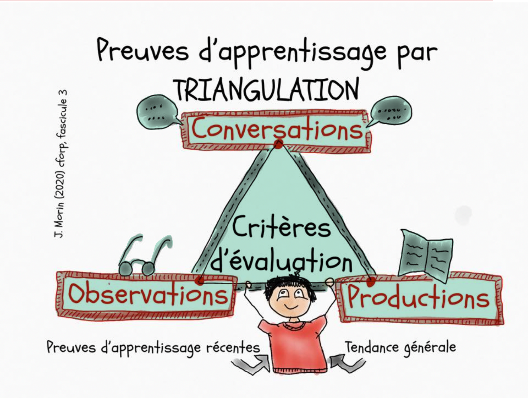 Preuves d'apprentissage par
TRIANGULATION
J. Morin (2020) cforp, fascicule 3
Conversations
Critères
d'évaluation
Observations
Productions
Preuves d'apprentissage récentes
Tendance générale